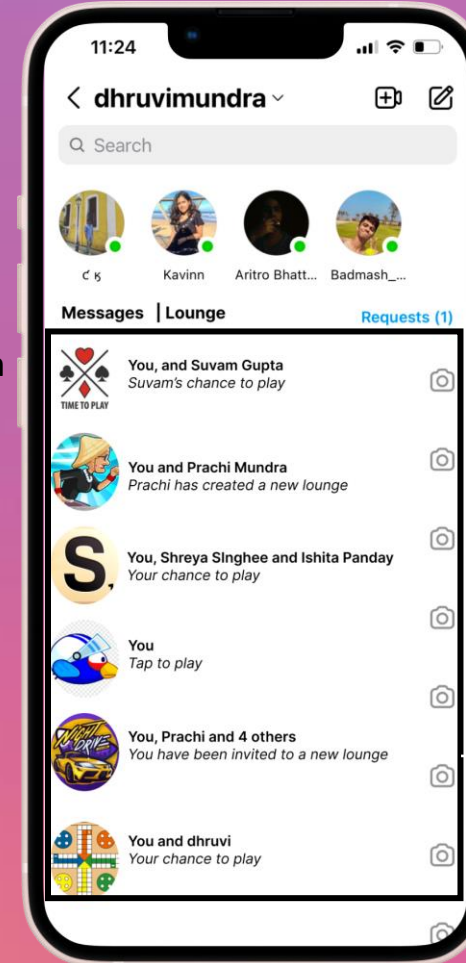 11:24
dhruvimundra
Search
Kavinn
Aritro Bhatt...
Badmash_...
Messages | Lounge
Requests (1)
You, and Suvam Gupta
Suvam's chance to play
TIME TO PLAY
You and Prachi Mundra
Prachi has created a new lounge
S
You, Shreya SInghee and Ishita Panday
Your chance to play
You
Tap to play
You, Prachi and 4 others
You have been invited to a new lounge
NIGHT DRIVE
You and dhruvi
Your chance to play